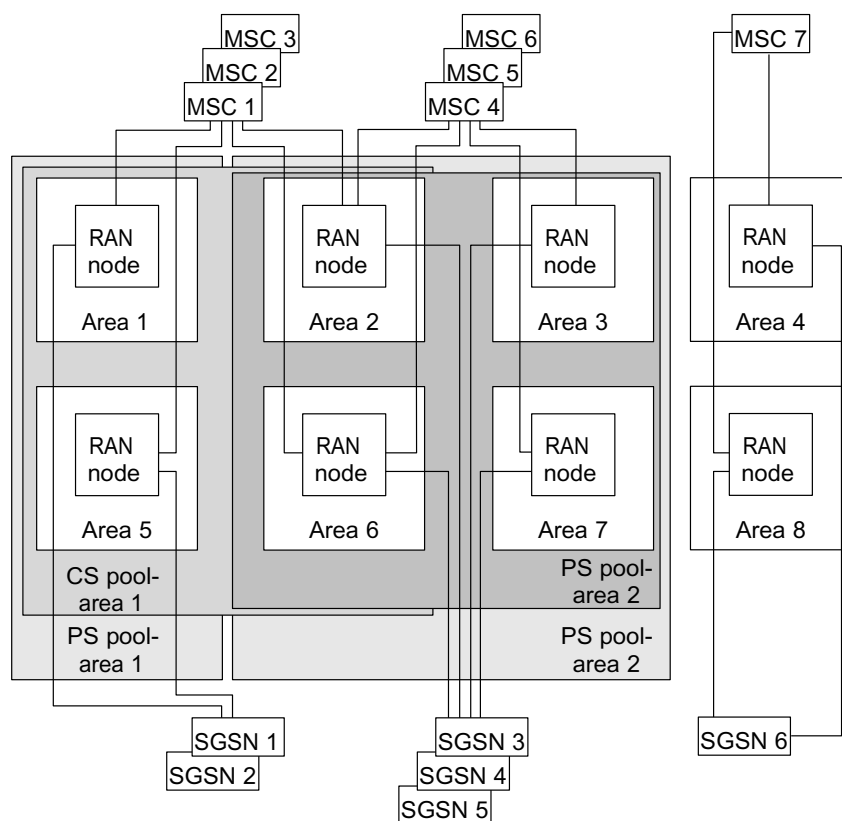 MSC 3
MSC 2
MSC 1
MSC 6
MSC 5
MSC 4
MSC 7
RAN
node
Area 1
RAN
node
Area 2
RAN
node
Area 3
RAN
node
Area 4
RAN
node
Area 5
RAN
node
Area 6
RAN
node
Area 7
RAN
node
Area 8
CS pool-
area 1
PS pool-
area 2
PS pool-
area 1
PS pool-
area 2
SGSN 1
SGSN 2
SGSN 3
SGSN 4
SGSN 5
SGSN 6